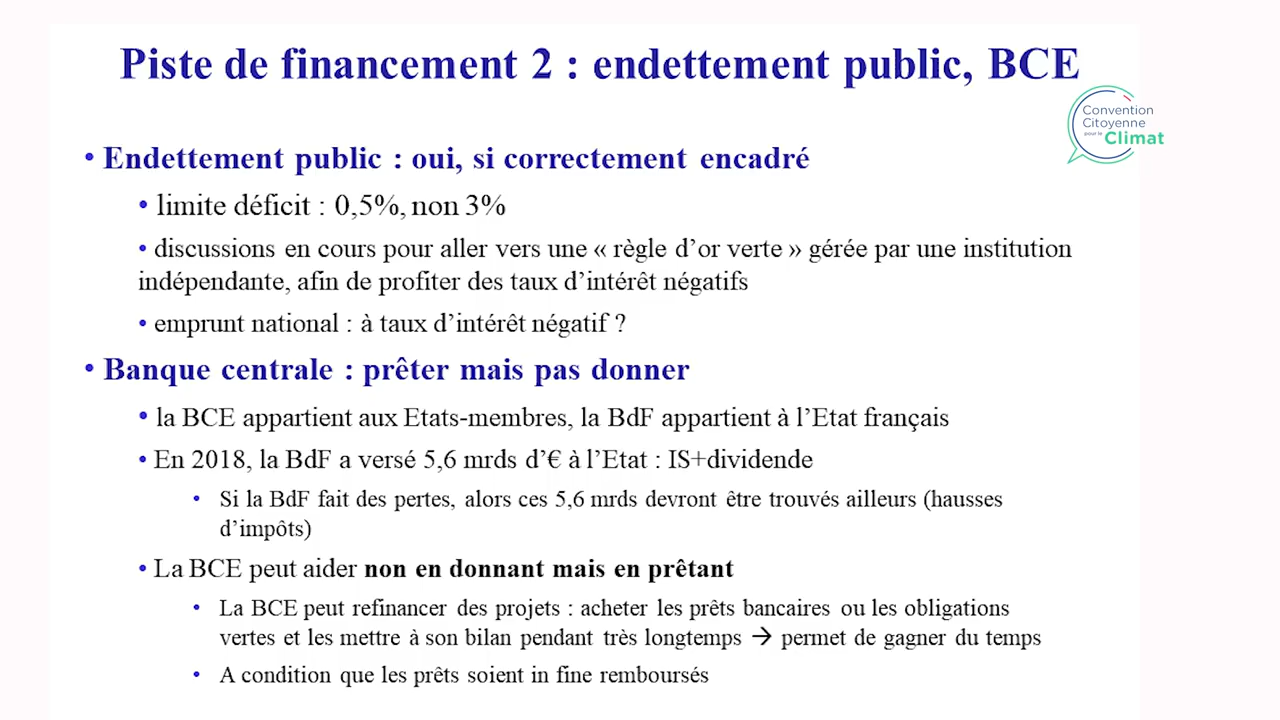 Piste de financement 2 : endettement public, BCE
Convention
Citoyenne
pour le
Climat
• Endettement public : oui, si correctement encadré
• limite déficit : 0,5%, non 3%
• discussions en cours pour aller vers une « règle d’or verte » gérée par une institution
indépendante, afin de profiter des taux d’intérêt négatifs
• emprunt national : à taux d’intérêt négatif ?
• Banque centrale : prêter mais pas donner
• la BCE appartient aux Etats-membres, la BdF appartient à l’Etat français
• En 2018, la BdF a versé 5,6 mrds d’€ à l’Etat : IS+dividende
• Si la BdF fait des pertes, alors ces 5,6 mrds devront être trouvés ailleurs (hausses
d’impôts)
• La BCE peut aider non en donnant mais en prêtant
• La BCE peut refinancer des projets : acheter les prêts bancaires ou les obligations
vertes et les mettre à son bilan pendant très longtemps → permet de gagner du temps
• A condition que les prêts soient in fine remboursés